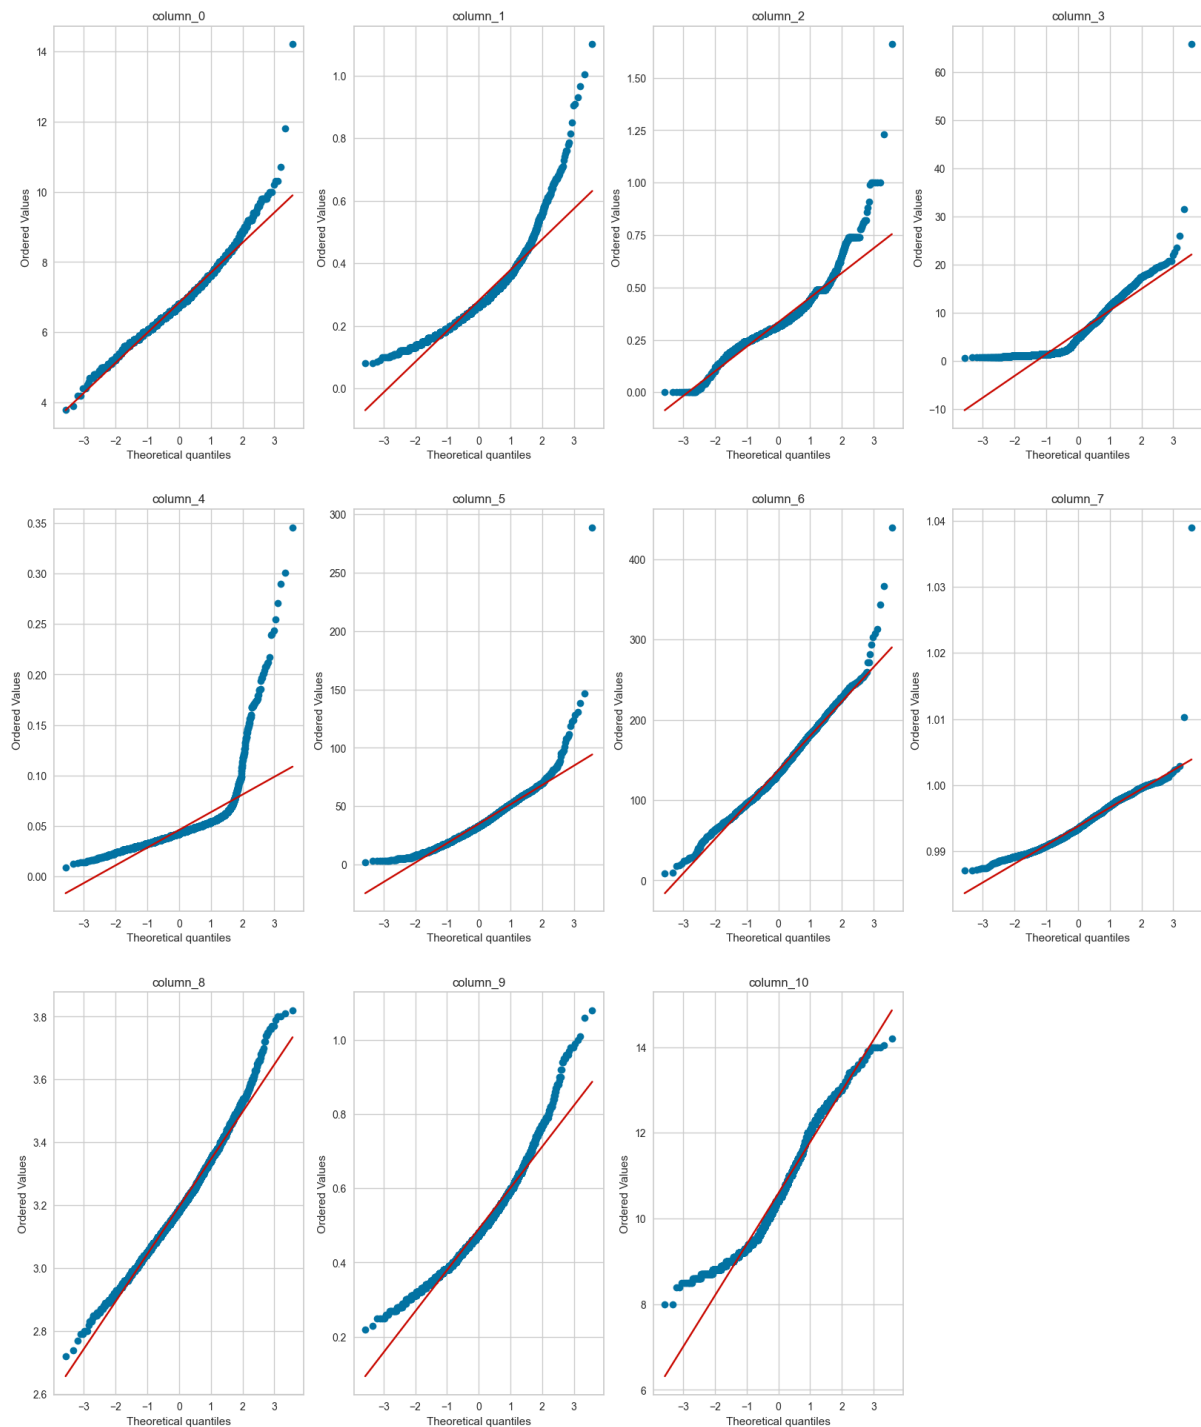 column_0 column_1 column_2 column_3
14 1.0 1.50 60
12 0.8 1.25 50
10 0.6 1.00 40
8 0.4 0.75 30
6 0.2 0.50 20
4 0.0 0.25 10
0.00 0
−10
Ordered Values Ordered Values Ordered Values Ordered Values
−3 −2 −1 0 1 2 3 −3 −2 −1 0 1 2 3 −3 −2 −1 0 1 2 3 −3 −2 −1 0 1 2 3
Theoretical quantiles Theoretical quantiles Theoretical quantiles Theoretical quantiles
column_4 column_5 column_6 column_7
0.35 300 400 1.04
0.30 250 300 1.03
0.25 200 200 1.02
0.20 150 100 1.01
0.15 100 0 1.00
0.10 50 0.99
0.05 0
0.00
Ordered Values Ordered Values Ordered Values Ordered Values
−3 −2 −1 0 1 2 3 −3 −2 −1 0 1 2 3 −3 −2 −1 0 1 2 3 −3 −2 −1 0 1 2 3
Theoretical quantiles Theoretical quantiles Theoretical quantiles Theoretical quantiles
column_8 column_9 column_10
3.8 1.0 14
3.6 0.8 12
3.4 0.6 10
3.2 0.4 8
3.0 0.2 6
2.8
2.6
Ordered Values Ordered Values Ordered Values
−3 −2 −1 0 1 2 3 −3 −2 −1 0 1 2 3 −3 −2 −1 0 1 2 3
Theoretical quantiles Theoretical quantiles Theoretical quantiles